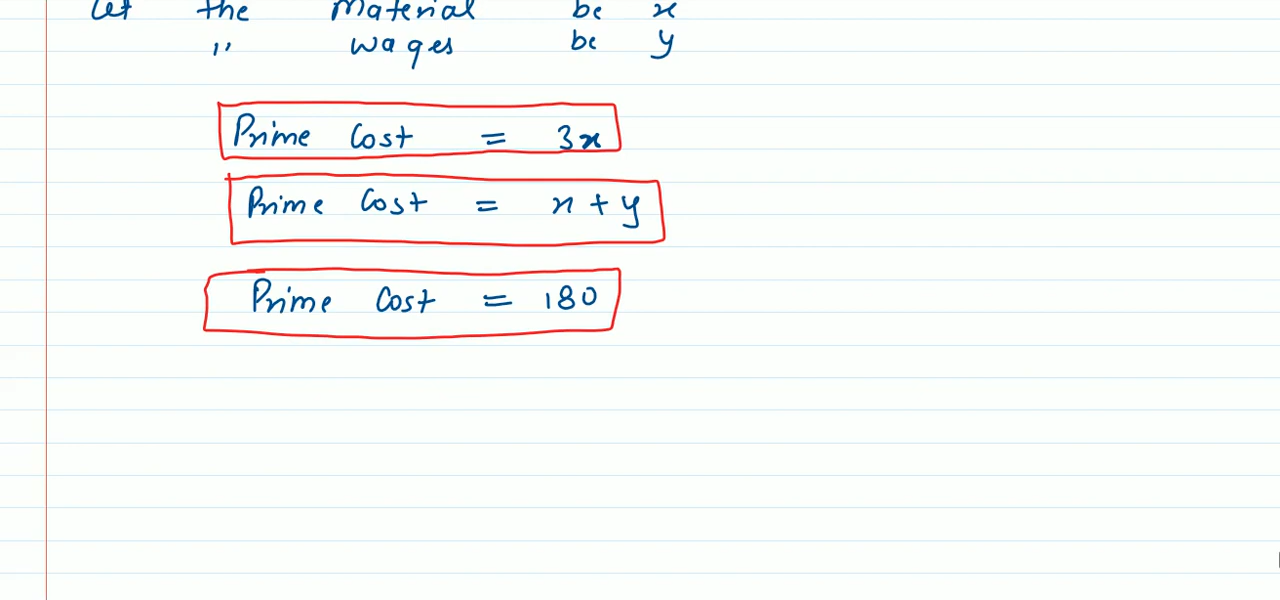 Let the Material be x
" wages be y
Prime Cost = 3x
Prime Cost = x + y
Prime Cost = 180